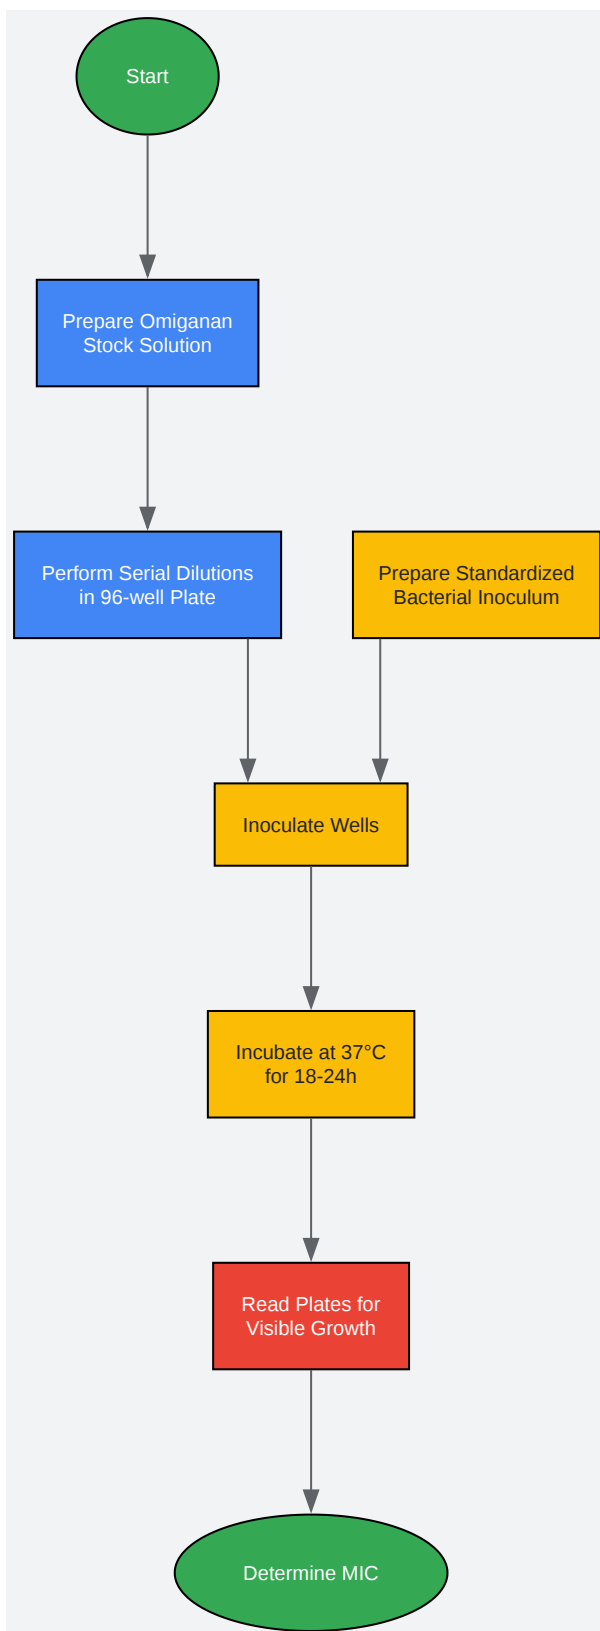 Start
Prepare Omiganan
Stock Solution
Perform Serial Dilutions
in 96-well Plate
Prepare Standardized
Bacterial Inoculum
Inoculate Wells
Incubate at 37°C
for 18-24h
Read Plates for
Visible Growth
Determine MIC